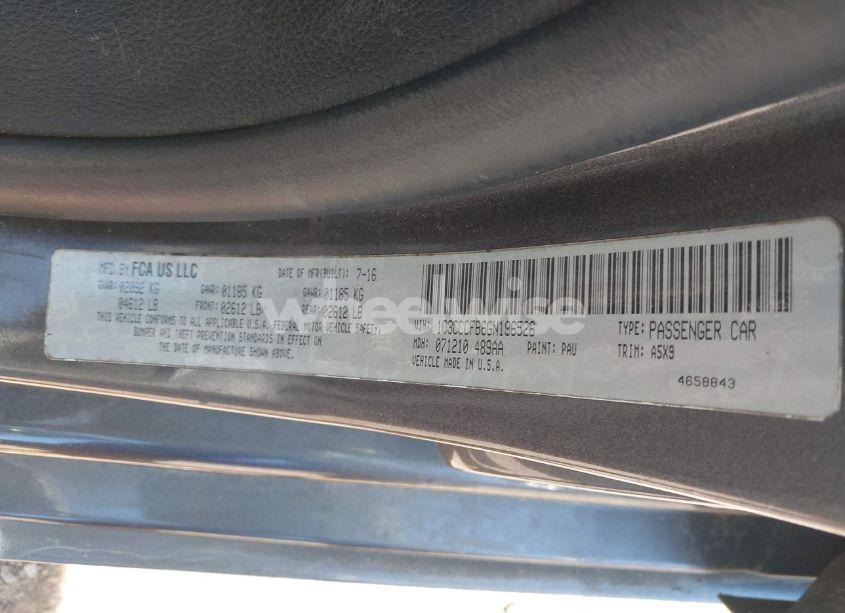 MFD BY FCA US LLC
DATE OF MFR(BUILT): 7-16
GVWR: 02092 KG
04612 LB
GAWR: 01185 KG
FRONT: 02612 LB
GAWR: 01185 KG
REAR: 02612 LB
THIS VEHICLE CONFORMS TO ALL APPLICABLE U.S.A. FEDERAL MOTOR VEHICLE SAFETY,
BUMPER AND THEFT PREVENTION STANDARDS IN EFFECT ON
THE DATE OF MANUFACTURE SHOWN ABOVE.
VIN: 1C3CCCFB6GN196526
TYPE: PASSENGER CAR
MDH: 071210 489AA
PAINT: PAU
TRIM: A5X9
VEHICLE MADE IN U.S.A.
4658843
wheelwise